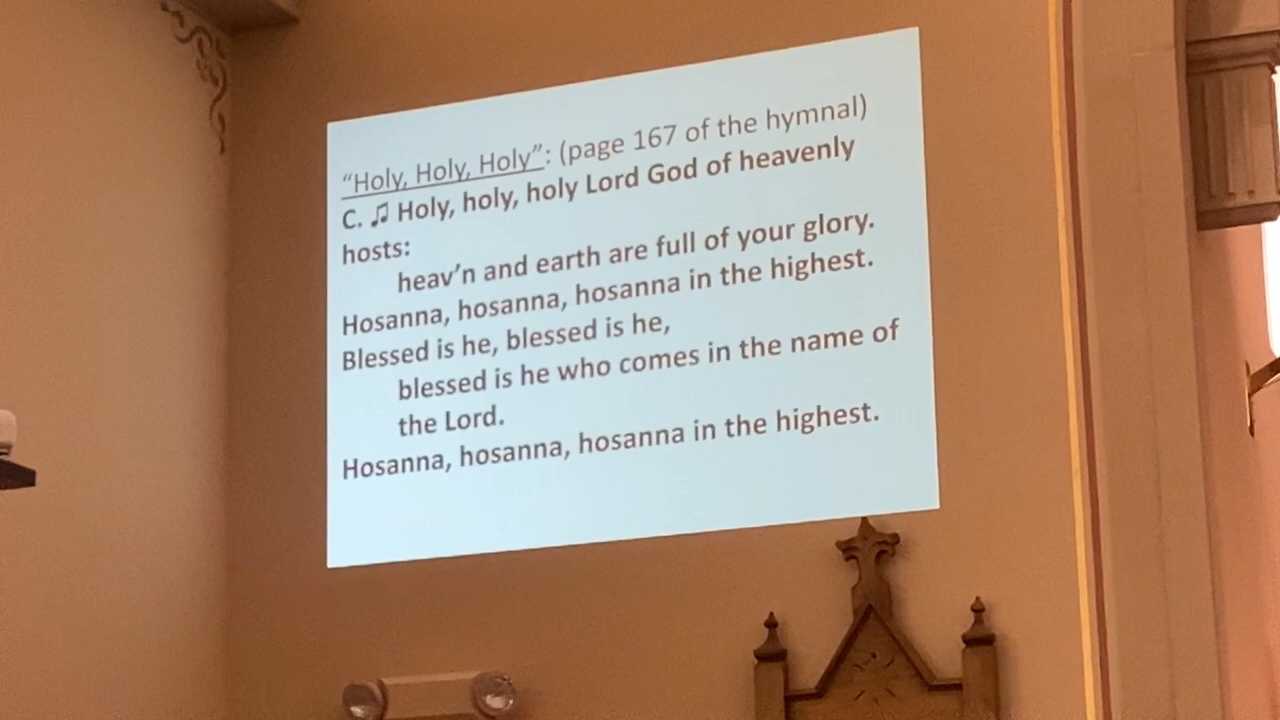 “Holy, Holy, Holy”: (page 167 of the hymnal)
C. ♫ Holy, holy, holy Lord God of heavenly
hosts:
heav’n and earth are full of your glory.
Hosanna, hosanna, hosanna in the highest.
Blessed is he, blessed is he,
blessed is he who comes in the name of
the Lord.
Hosanna, hosanna, hosanna in the highest.